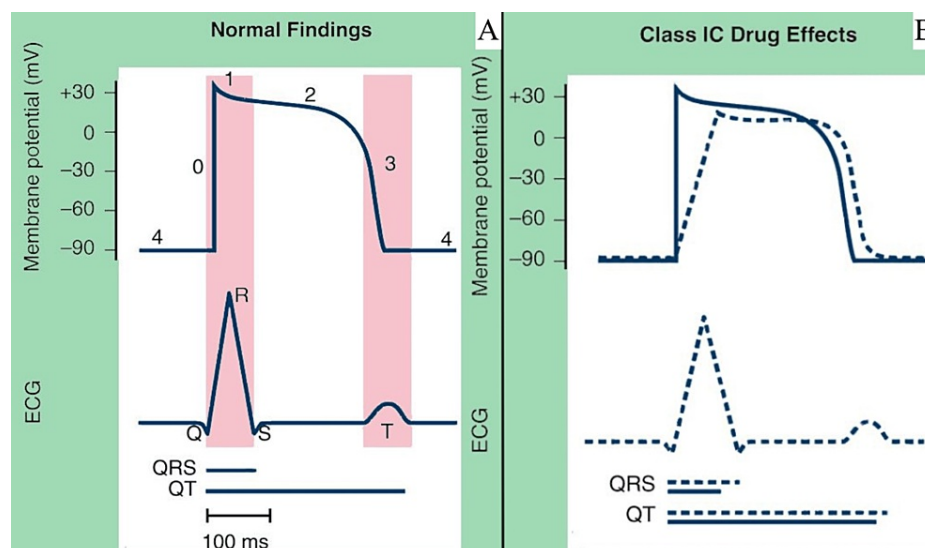 Normal Findings
A
Membrane potential (mV)
+30
0
−30
−60
−90
1
2
0
3
4
4
ECG
R
Q
S
T
QRS
QT
100 ms
Class IC Drug Effects
Membrane potential (mV)
+30
0
−30
−60
−90
ECG
QRS
QT